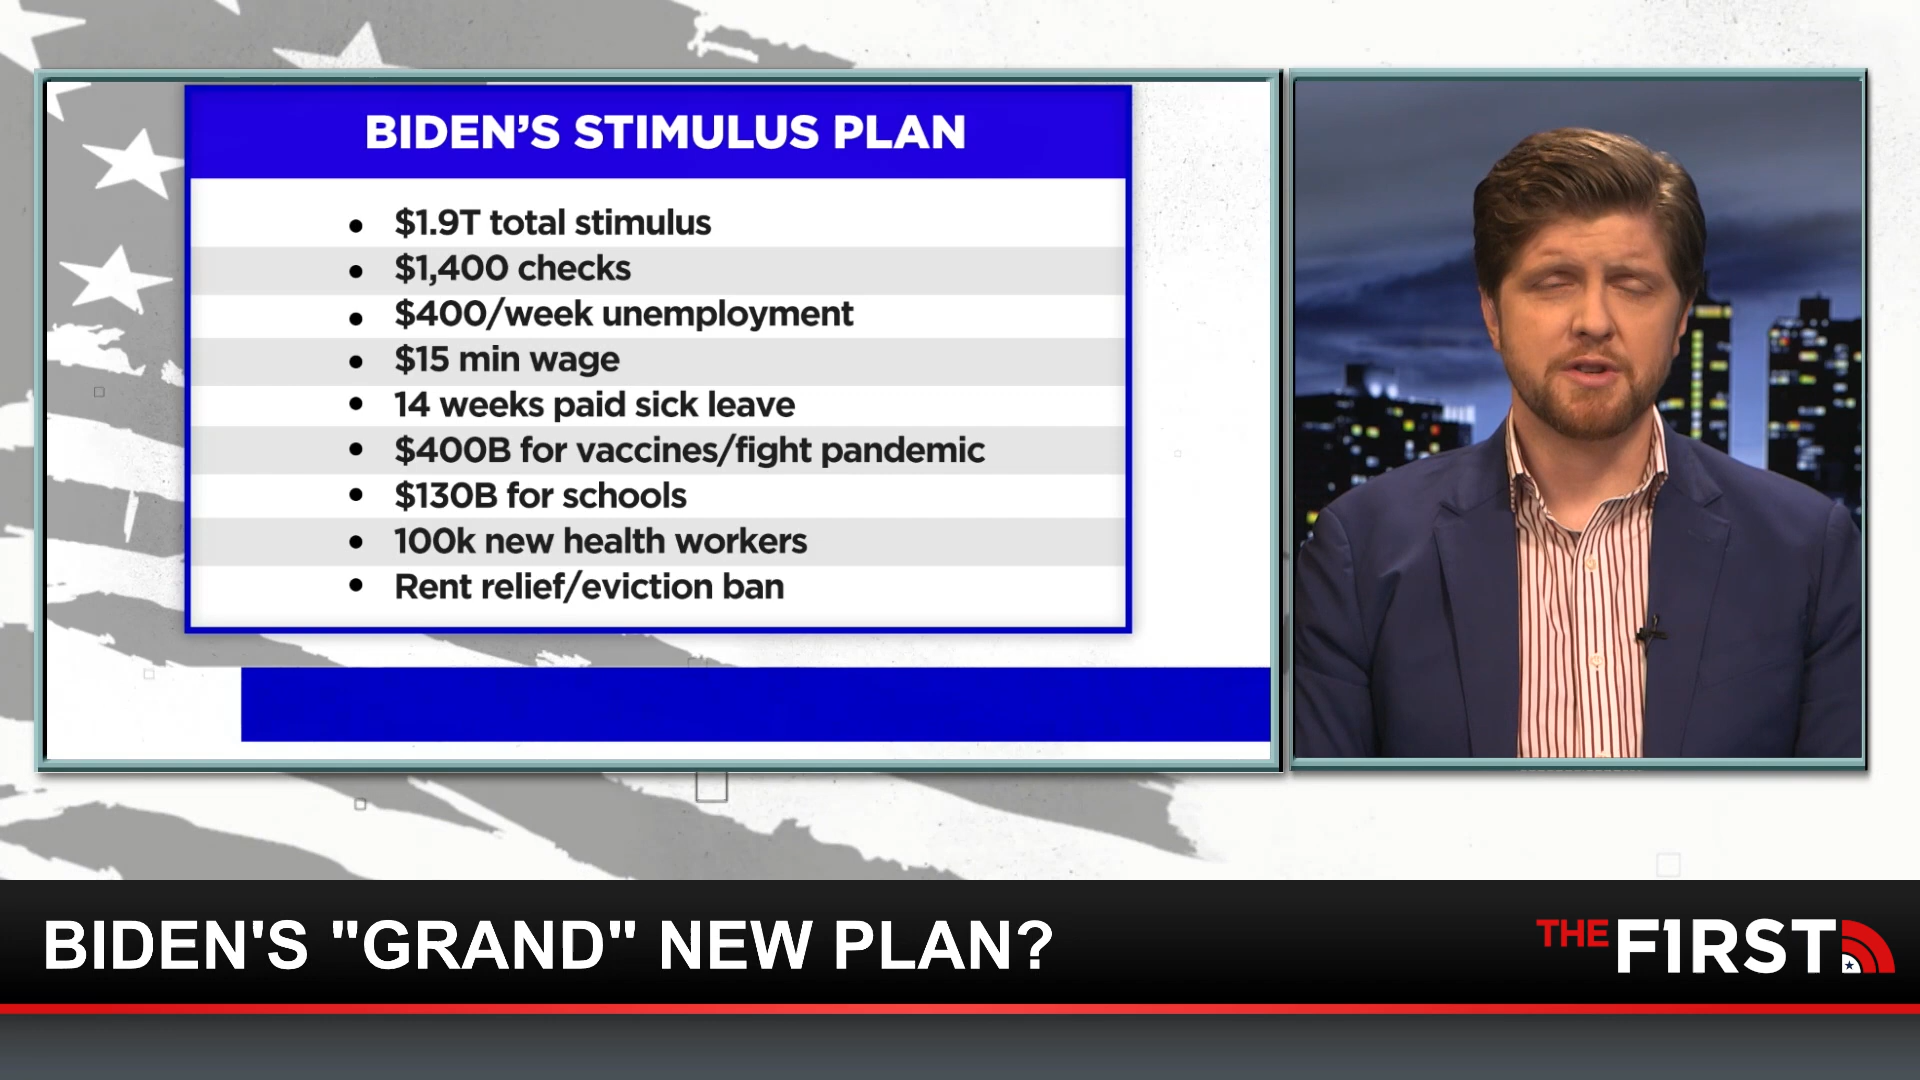 BIDEN’S STIMULUS PLAN
• $1.9T total stimulus
• $1,400 checks
• $400/week unemployment
• $15 min wage
• 14 weeks paid sick leave
• $400B for vaccines/fight pandemic
• $130B for schools
• 100k new health workers
• Rent relief/eviction ban
BIDEN'S "GRAND" NEW PLAN?
THE F1RST